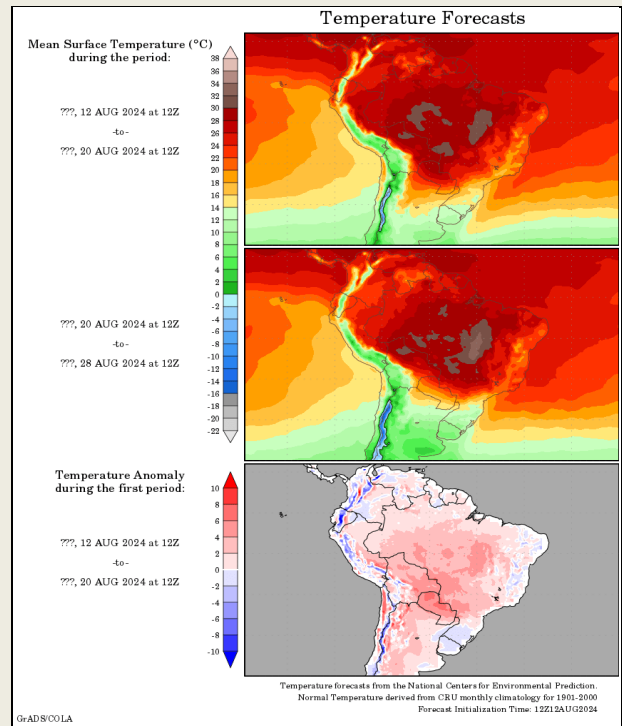 Temperature Forecasts
Mean Surface Temperature (°C)
during the period:
???, 12 AUG 2024 at 12Z
-to-
???, 20 AUG 2024 at 12Z
38
36
34
32
30
28
26
24
22
20
18
16
14
12
10
8
6
4
2
0
-2
-4
-6
-8
-10
-12
-14
-16
-18
-20
-22
???, 20 AUG 2024 at 12Z
-to-
???, 28 AUG 2024 at 12Z
Temperature Anomaly
during the first period:
???, 12 AUG 2024 at 12Z
-to-
???, 20 AUG 2024 at 12Z
10
8
6
4
2
0
-2
-4
-6
-8
-10
Temperature forecasts from the National Centers for Environmental Prediction.
Normal Temperature derived from CRU monthly climatology for 1901-2000
Forecast Initialization Time: 12Z12AUG2024
GrADS/COLA